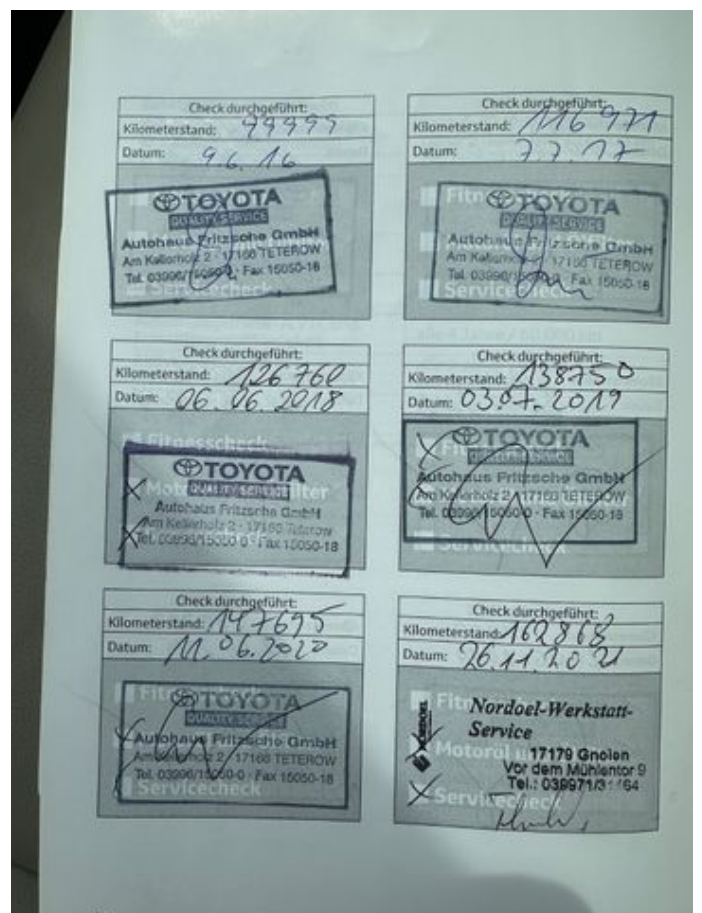 Check durchgeführt:
Kilometerstand: 99999
Datum: 9.6.16
TOYOTA
QUALITY SERVICE
Autohaus Fritzsche GmbH
Am Kellerholz 2 · 17166 TETEROW
Tel. 03996/15050-0 · Fax 15050-18
Servicecheck
Check durchgeführt:
Kilometerstand: 116 971
Datum: 7.7.17
TOYOTA
QUALITY SERVICE
Autohaus Fritzsche GmbH
Am Kellerholz 2 · 17166 TETEROW
Tel. 03996/15050-0 · Fax 15050-18
Servicecheck
Check durchgeführt:
Kilometerstand: 126 760
Datum: 06.06.2018
Fitnesscheck
TOYOTA
QUALITY SERVICE
Autohaus Fritzsche GmbH
Am Kellerholz 2 · 17166 Teterow
Tel. 03996/15050-0 · Fax 15050-18
Check durchgeführt:
Kilometerstand: 138750
Datum: 03.07.2019
TOYOTA
QUALITY SERVICE
Autohaus Fritzsche GmbH
Am Kellerholz 2 · 17166 TETEROW
Tel. 03996/15050-0 · Fax 15050-18
Servicecheck
Check durchgeführt:
Kilometerstand: 147695
Datum: 11.06.2020
TOYOTA
QUALITY SERVICE
Autohaus Fritzsche GmbH
Am Kellerholz 2 · 17166 TETEROW
Tel. 03996/15050-0 · Fax 15050-18
Servicecheck
Check durchgeführt:
Kilometerstand: 162868
Datum: 26.11.2021
NORDOEL
Nordoel-Werkstatt-
Service
Motoröl
17179 Gnoien
Vor dem Mühlentor 9
Tel.: 039971/31164
Servicecheck